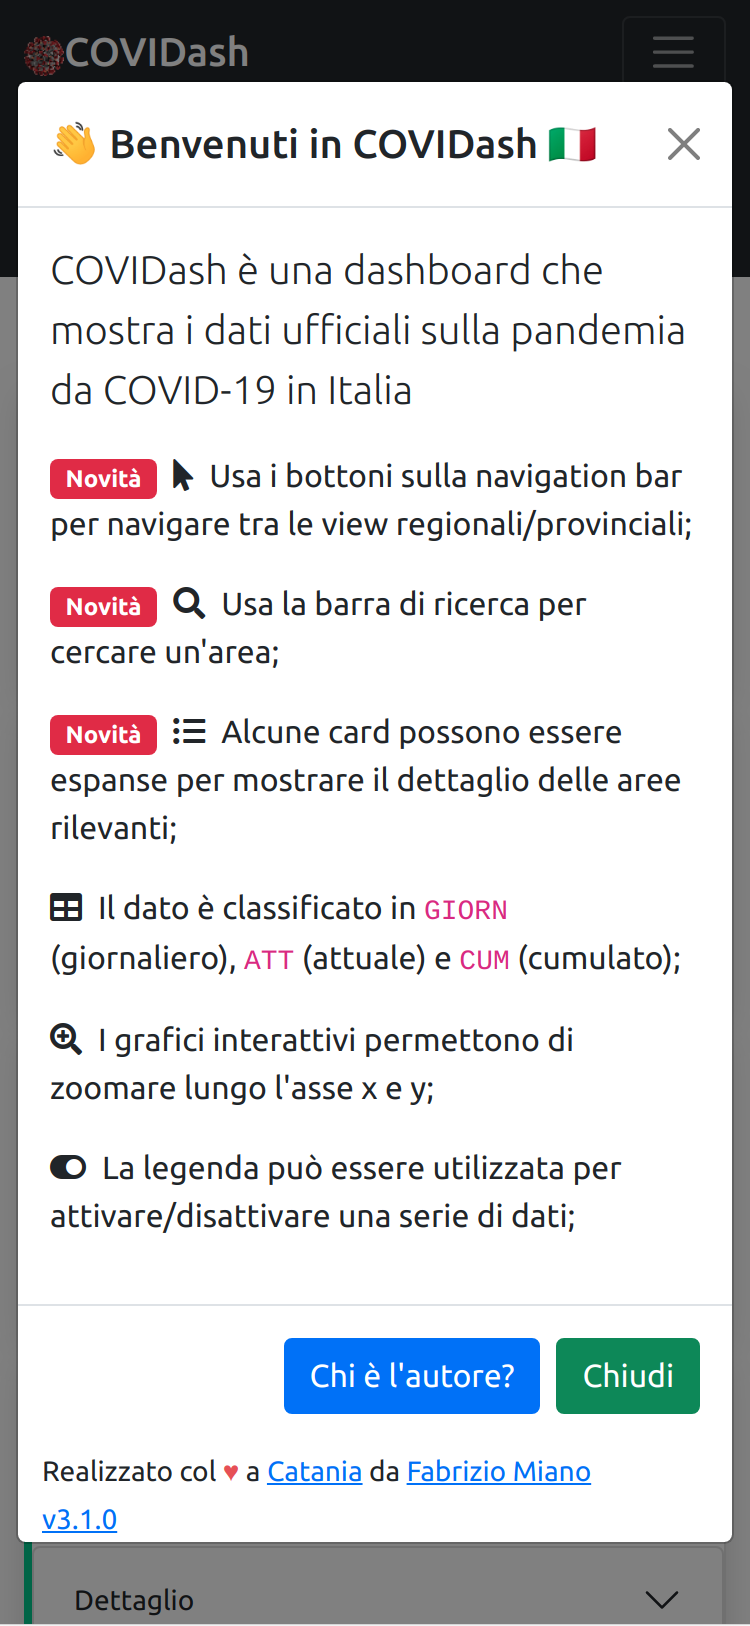 COVIDash
👋 Benvenuti in COVIDash 🇮🇹
COVIDash è una dashboard che
mostra i dati ufficiali sulla pandemia
da COVID-19 in Italia
Novità Usa i bottoni sulla navigation bar
per navigare tra le view regionali/provinciali;
Novità Usa la barra di ricerca per
cercare un'area;
Novità Alcune card possono essere
espanse per mostrare il dettaglio delle aree
rilevanti;
Il dato è classificato in GIORN
(giornaliero), ATT (attuale) e CUM (cumulato);
I grafici interattivi permettono di
zoomare lungo l'asse x e y;
La legenda può essere utilizzata per
attivare/disattivare una serie di dati;
Chi è l'autore? Chiudi
Realizzato col ♥ a Catania da Fabrizio Miano
v3.1.0
Dettaglio